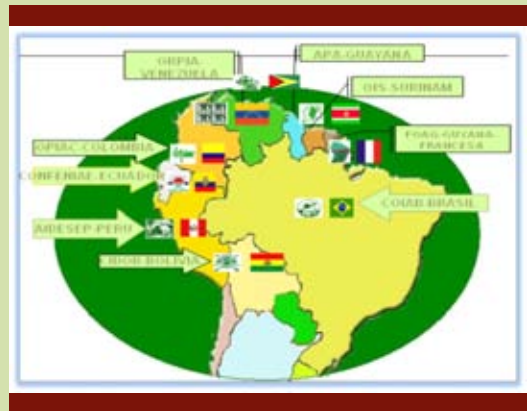 ORPIA-
VENEZUELA
APA-GUAYANA
OIS-SURINAM
FOAG-GUYANA-
FRANCESA
OPIAC-COLOMBIA
CONFENIAE-ECUADOR
COIAB-BRASIL
AIDESEP-PERU
CIDOB-BOLIVIA